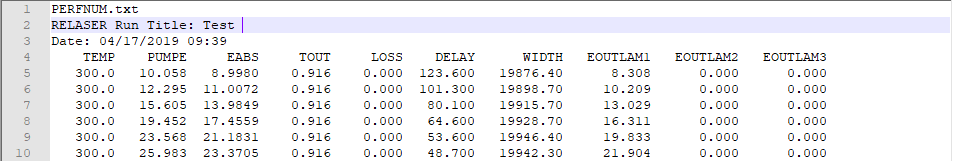 1 PERFNUM.txt
2 RELASER Run Title: Test
3 Date: 04/17/2019 09:39
4 TEMP PUMPE EABS TOUT LOSS DELAY WIDTH EOUTLAM1 EOUTLAM2 EOUTLAM3
5 300.0 10.058 8.9980 0.916 0.000 123.600 19876.40 8.308 0.000 0.000
6 300.0 12.295 11.0072 0.916 0.000 101.300 19898.70 10.209 0.000 0.000
7 300.0 15.605 13.9849 0.916 0.000 80.100 19915.70 13.029 0.000 0.000
8 300.0 19.452 17.4559 0.916 0.000 64.600 19928.70 16.311 0.000 0.000
9 300.0 23.568 21.1831 0.916 0.000 53.600 19946.40 19.833 0.000 0.000
10 300.0 25.983 23.3705 0.916 0.000 48.700 19942.30 21.904 0.000 0.000